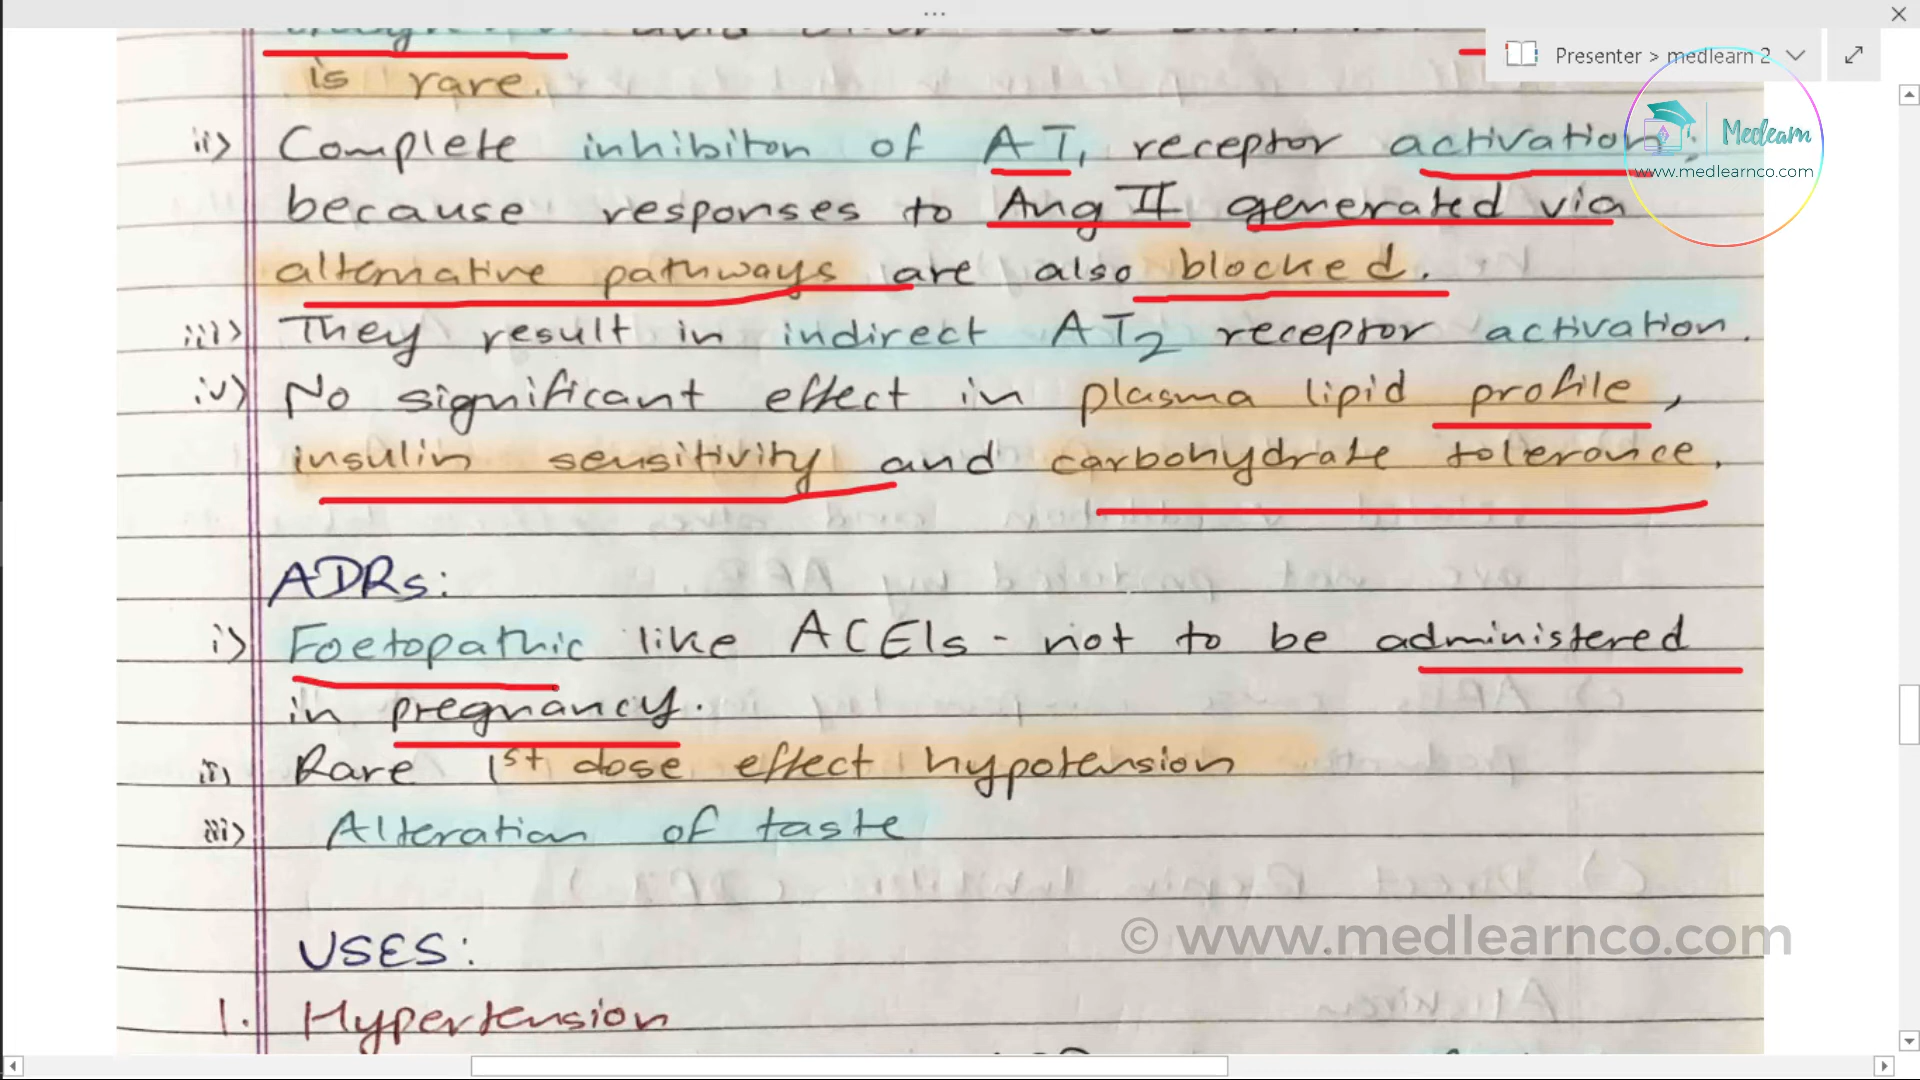 Presenter > medlearn 2
is rare.
Medlearn
www.medlearnco.com
ii) Complete inhibiton of AT1 receptor activation,
because responses to Ang II generated via
alternative pathways are also blocked.
iii) They result in indirect AT2 receptor activation.
iv) No significant effect in plasma lipid profile,
insulin sensitivity and carbohydrate tolerance.
ADRs:
i) Foetopathic like ACEIs - not to be administered
in pregnancy.
ii) Rare 1st dose effect hypotension
iii) Alteration of taste
© www.medlearnco.com
USES:
1. Hypertension